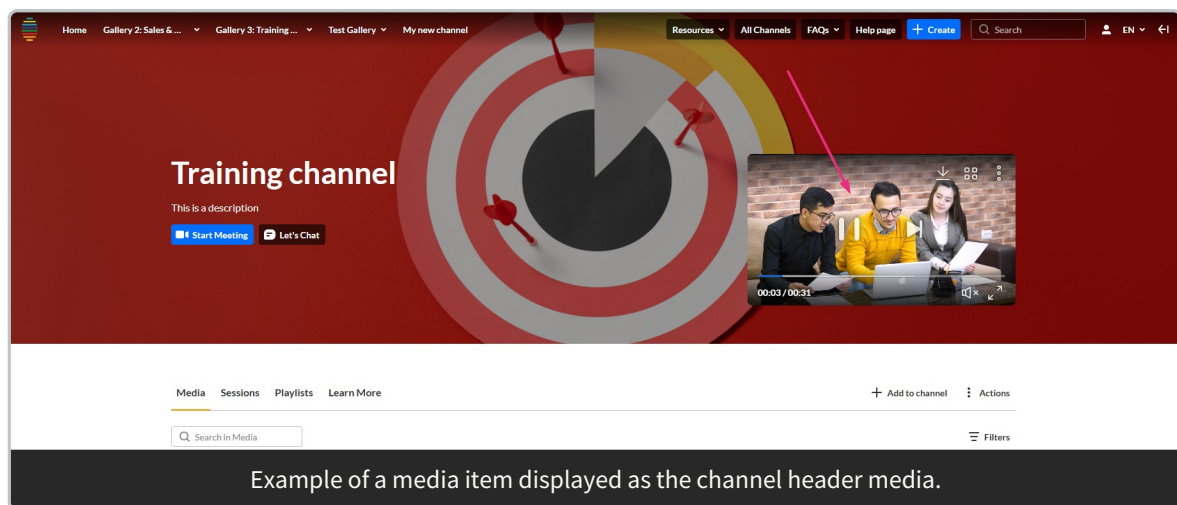 Home Gallery 2: Sales & ... Gallery 3: Training ... Test Gallery My new channel Resources All Channels FAQs Help page + Create Search EN
Training channel
This is a description
Start Meeting Let's Chat
00:03 / 00:31
Media Sessions Playlists Learn More + Add to channel Actions
Search in Media Filters
Example of a media item displayed as the channel header media.